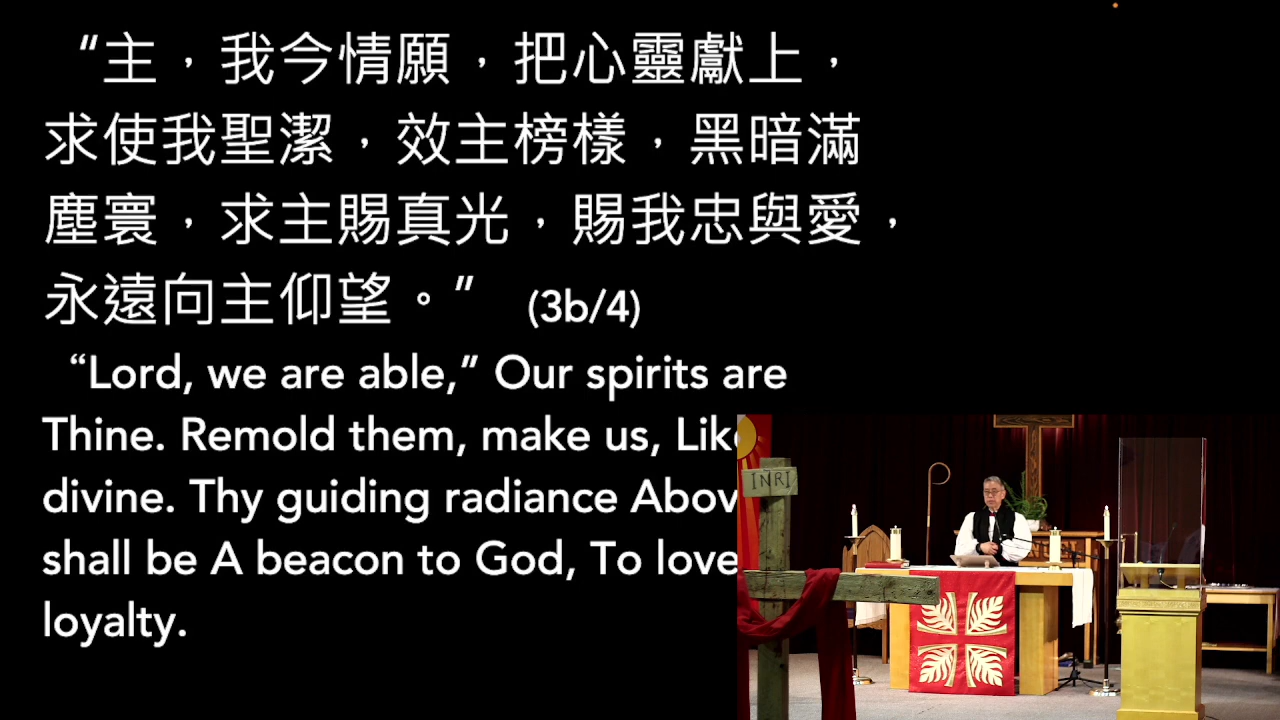 “主，我今情願，把心靈獻上，
求使我聖潔，效主榜樣，黑暗滿
塵寰，求主賜真光，賜我忠與愛，
永遠向主仰望。” (3b/4)
“Lord, we are able,” Our spirits are
Thine. Remold them, make us, Like
divine. Thy guiding radiance Abov
shall be A beacon to God, To love
loyalty.
INRI